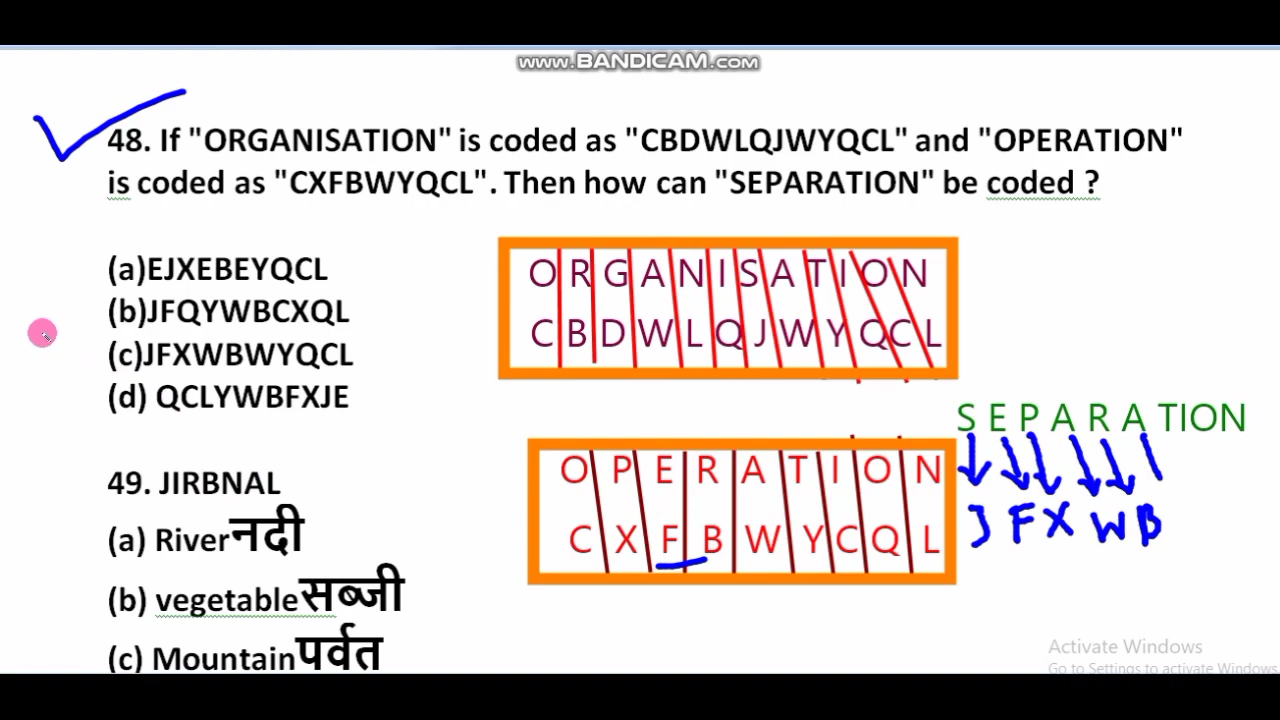 www.BANDICAM.com
48. If "ORGANISATION" is coded as "CBDWLQJWYQCL" and "OPERATION"
is coded as "CXFBWYQCL". Then how can "SEPARATION" be coded ?
(a)EJXEBEYQCL
(b)JFQYWBCXQL
(c)JFXWBWYQCL
(d) QCLYWBFXJE
O R G A N I S A T I O N
C B D W L Q J W Y Q C L
S E P A R A TION
O P E R A T I O N
C X F B W Y C Q L
J F X W B
49. JIRBNAL
(a) Riverनदी
(b) vegetableसब्जी
(c) Mountainपर्वत
Activate Windows
Go to Settings to activate Windows